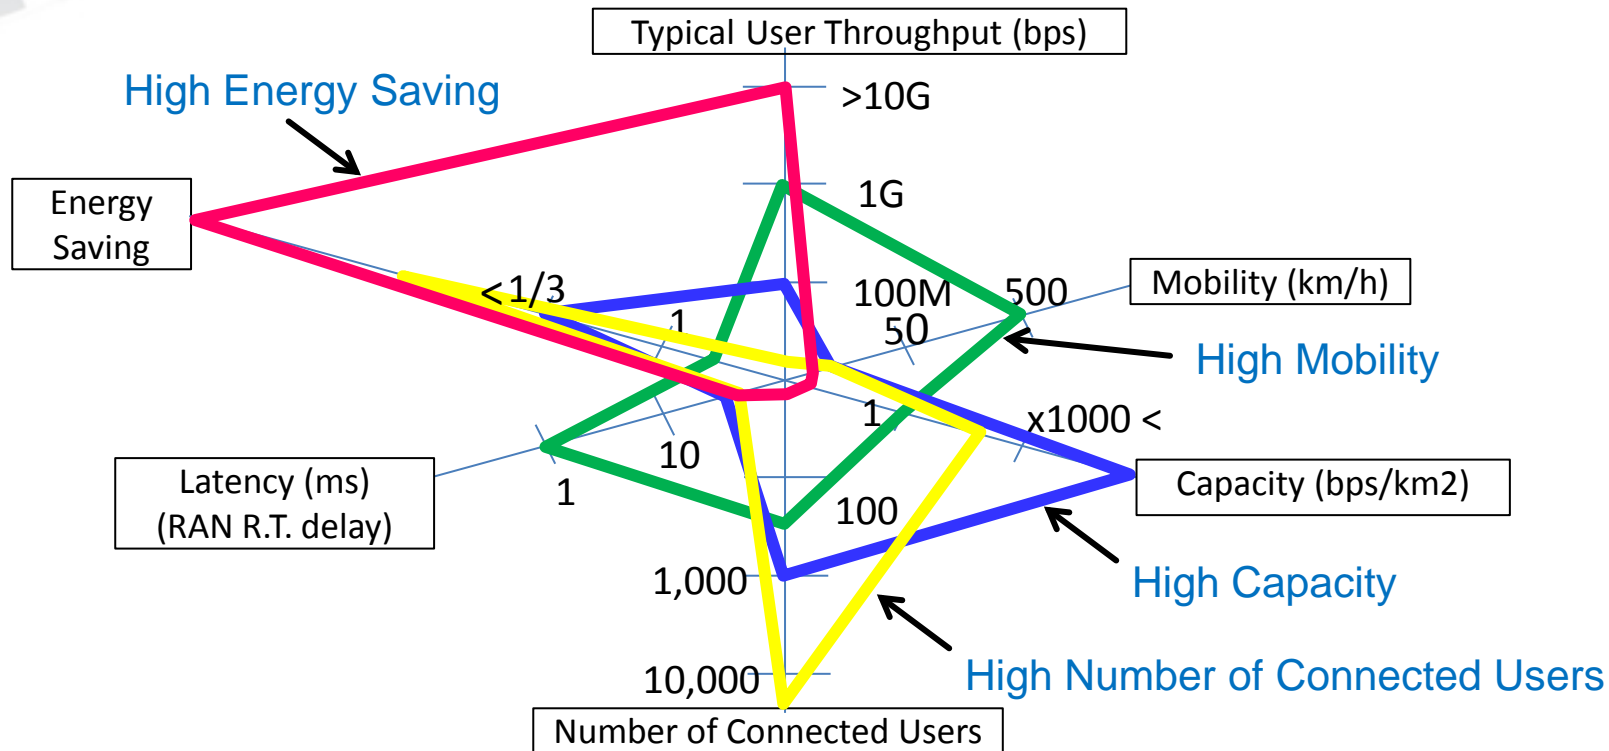 Typical User Throughput (bps)
High Energy Saving
>10G
Energy
Saving
1G
Mobility (km/h)
<1/3
100M
500
1
50
High Mobility
1
x1000 <
10
Latency (ms)
(RAN R.T. delay)
1
100
Capacity (bps/km2)
1,000
High Capacity
10,000
High Number of Connected Users
Number of Connected Users